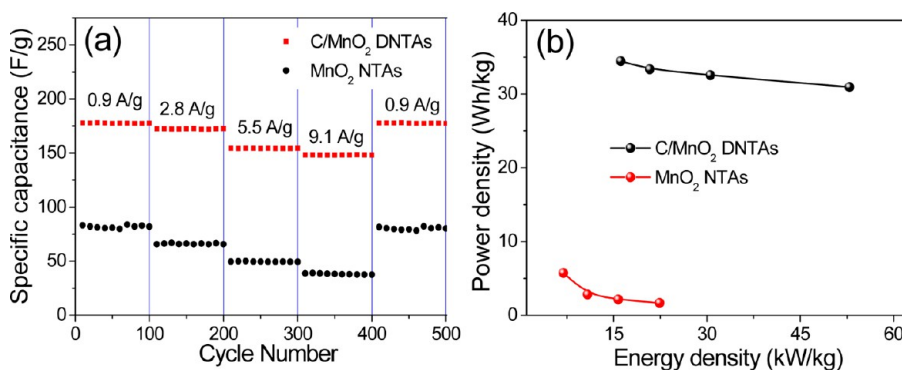 (a)
C/MnO₂ DNTAs
MnO₂ NTAs
0.9 A/g
2.8 A/g
5.5 A/g
9.1 A/g
0.9 A/g
250
200
150
100
50
0
0 100 200 300 400 500
Specific capacitance (F/g)
Cycle Number
(b)
C/MnO₂ DNTAs
MnO₂ NTAs
40
30
20
10
0
15 30 45 60
Power density (Wh/kg)
Energy density (kW/kg)